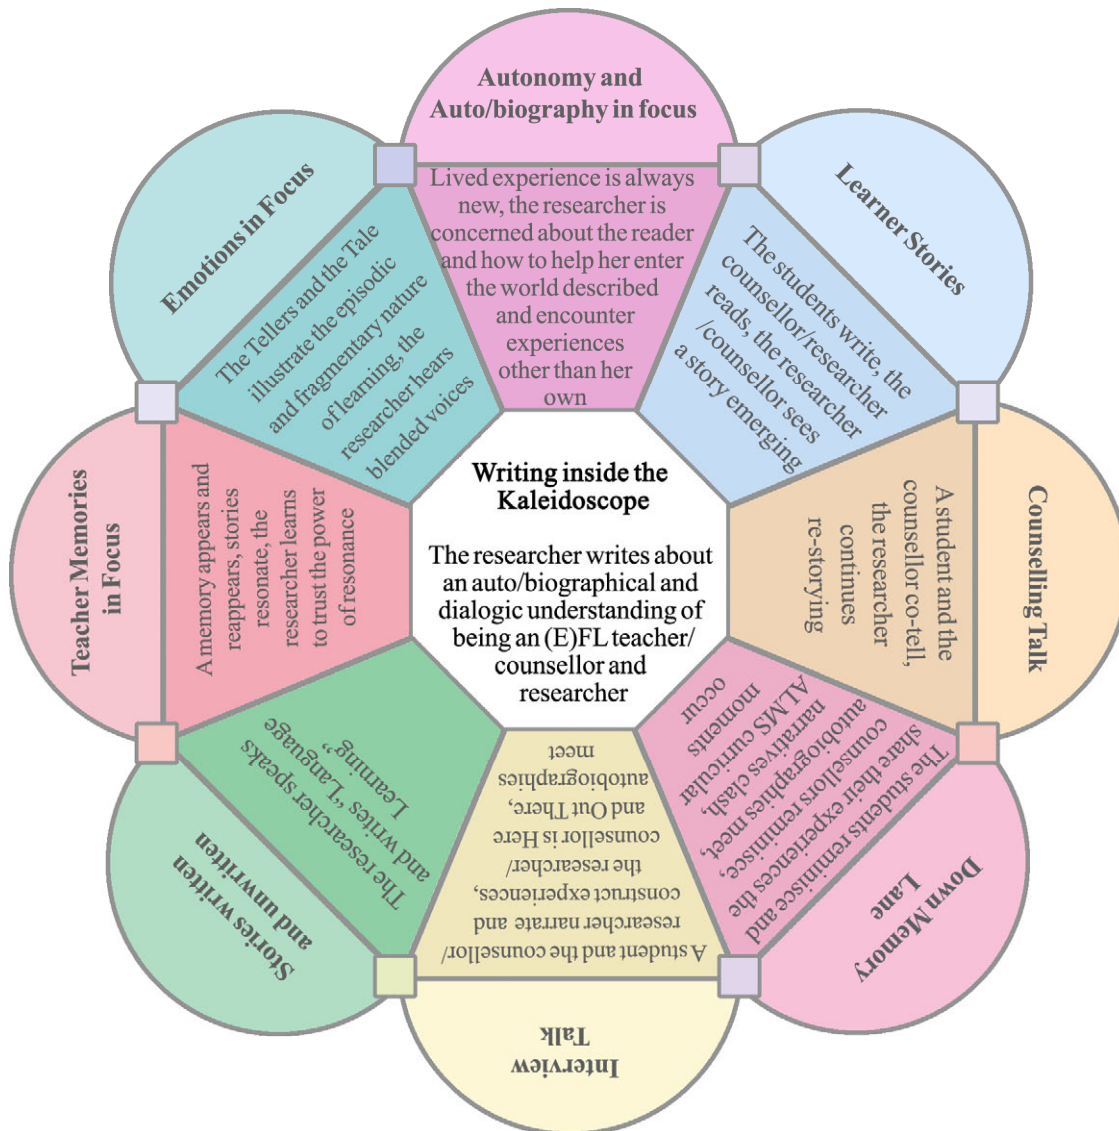 Autonomy and
Auto/biography in focus
Lived experience is always
new, the researcher is
concerned about the reader
and how to help her enter
the world described
and encounter
experiences
other than her
own
Learner Stories
The students write, the
counsellor/researcher
reads, the researcher
/counsellor sees
a story emerging
Counselling Talk
A student and the
counsellor co-tell,
the researcher
continues
re-storying
Down Memory
Lane
The students reminisce and
share their experiences the
counsellors reminisce,
autobiographies meet,
narratives clash,
ALMS curricular
moments
occur
Interview
Talk
A student and the counsellor/
researcher narrate and
construct experiences,
the researcher/
counsellor is Here
and Out There,
autobiographies
meet
Stories written
and unwritten
The researcher speaks
and writes “Language
Learning”
Teacher Memories
in Focus
A memory appears and
reappears, stories
resonate, the
researcher learns
to trust the power
of resonance
Emotions in Focus
The Tellers and the Tale
illustrate the episodic
and fragmentary nature
of learning, the
researcher hears
blended voices
Writing inside the
Kaleidoscope
The researcher writes about
an auto/biographical and
dialogic understanding of
being an (E)FL teacher/
counsellor and
researcher